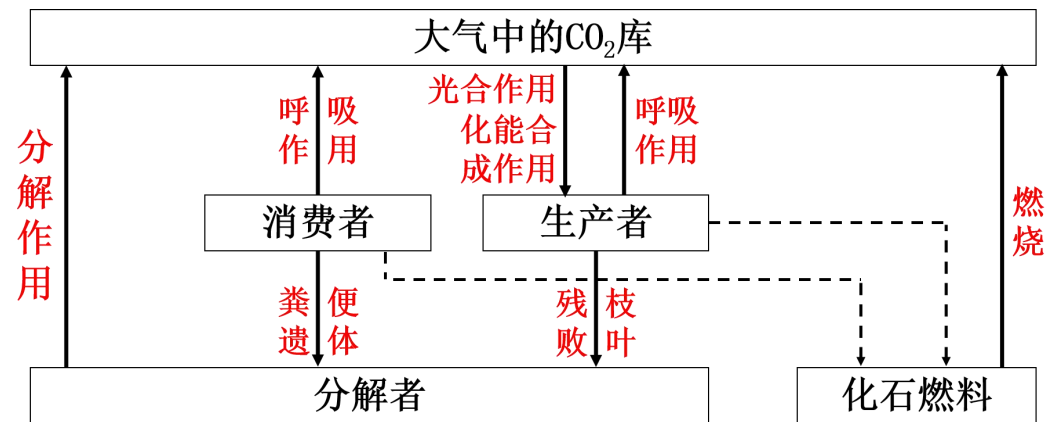 大气中的CO₂库
分解作用
呼吸
作用
光合作用
化能合
成作用
呼吸
作用
燃烧
消费者
生产者
粪便
遗体
残枝
败叶
分解者
化石燃料